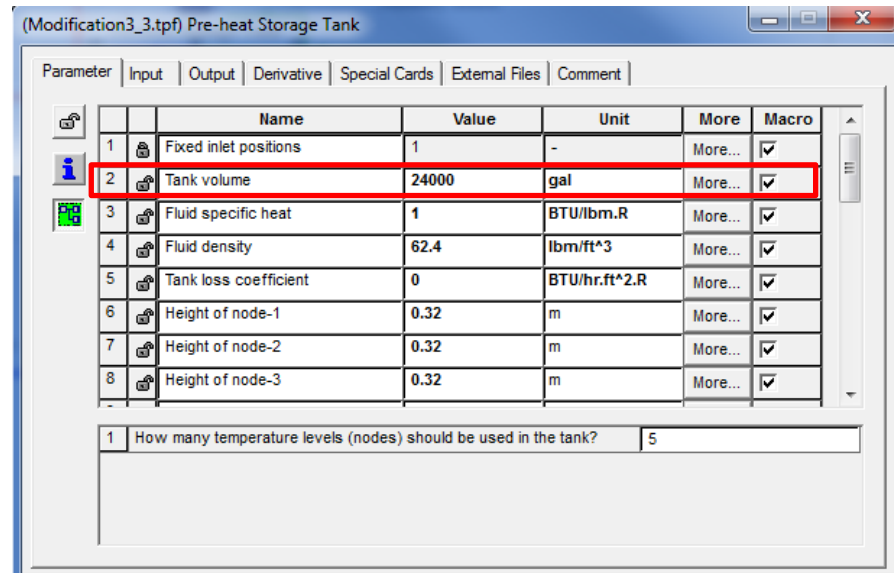 (Modification3_3.tpf) Pre-heat Storage Tank
Parameter Input Output Derivative Special Cards External Files Comment
Name Value Unit More Macro
1 Fixed inlet positions 1 - More...
2 Tank volume 24000 gal More...
3 Fluid specific heat 1 BTU/lbm.R More...
4 Fluid density 62.4 lbm/ft^3 More...
5 Tank loss coefficient 0 BTU/hr.ft^2.R More...
6 Height of node-1 0.32 m More...
7 Height of node-2 0.32 m More...
8 Height of node-3 0.32 m More...
1 How many temperature levels (nodes) should be used in the tank? 5